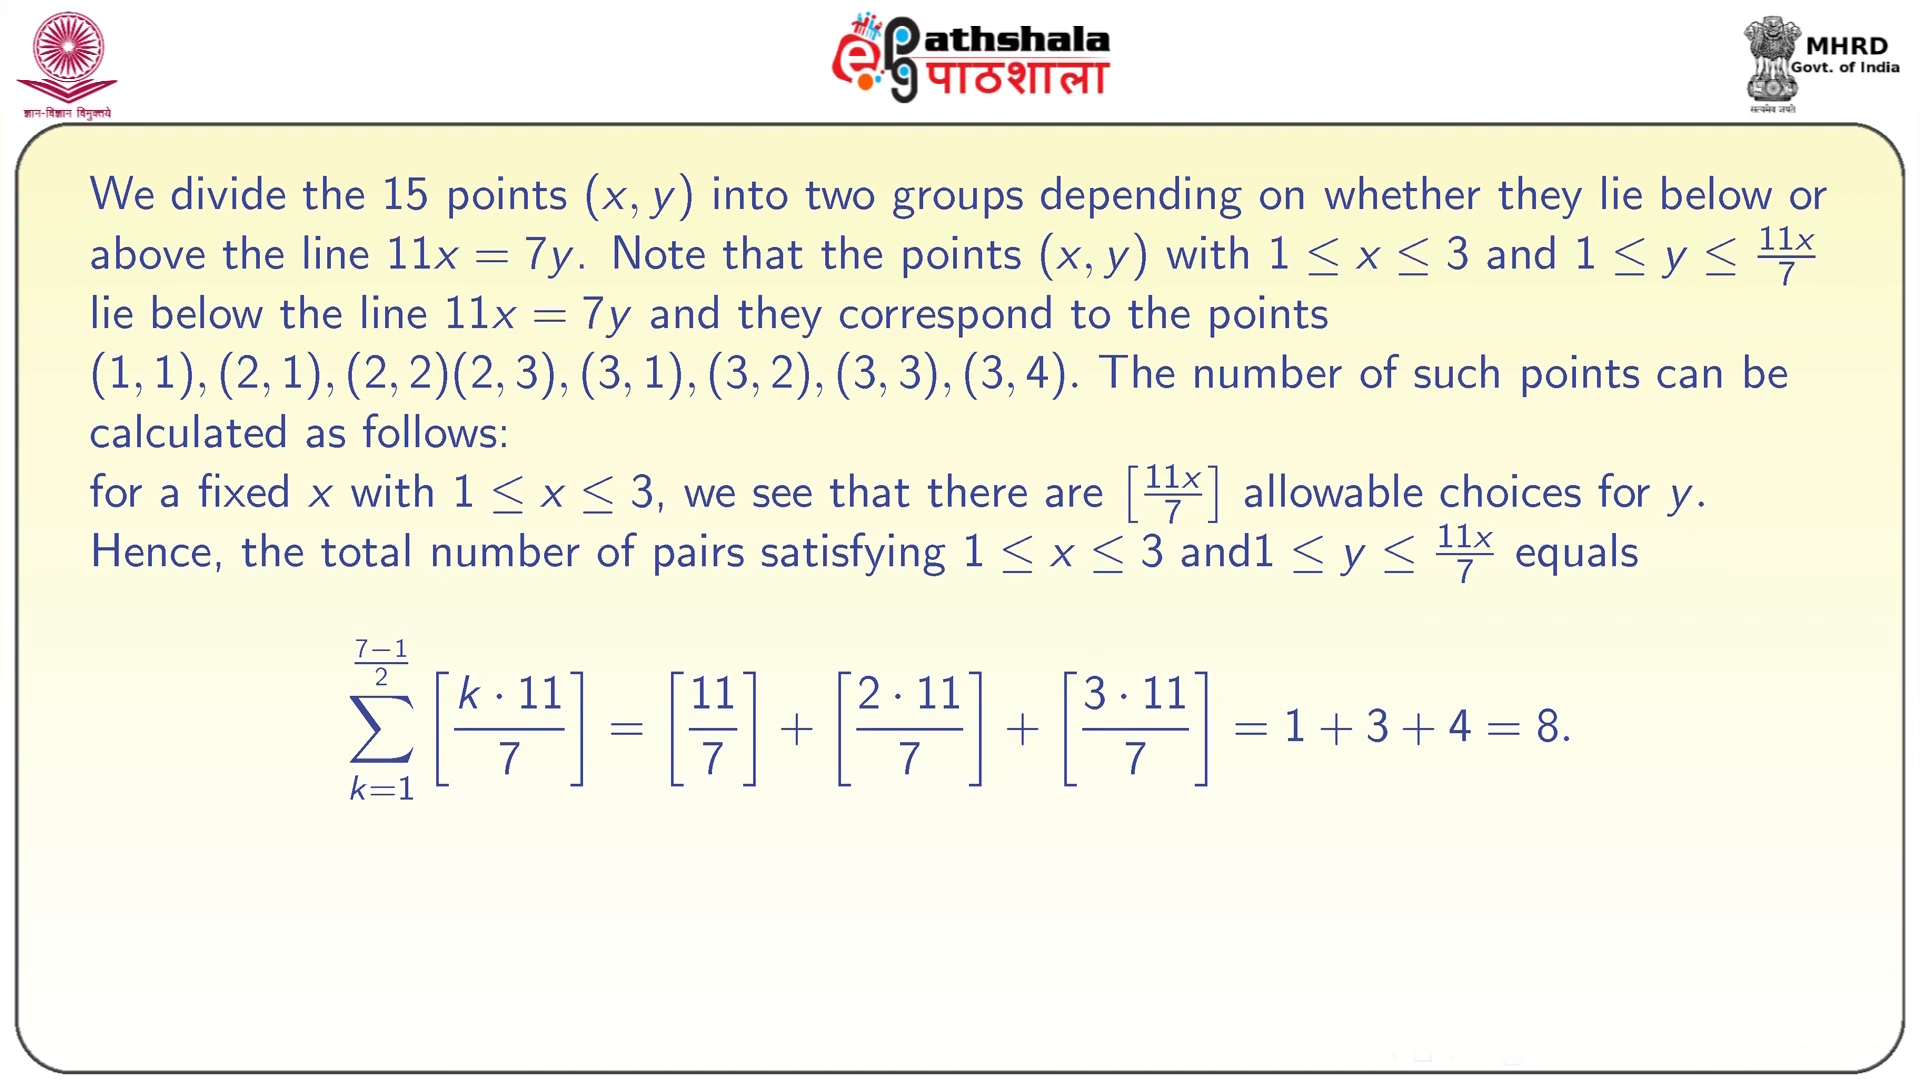 ज्ञान-विज्ञान विमुक्तये
ePg Pathshala
पाठशाला
MHRD
Govt. of India
सत्यमेव जयते
We divide the 15 points (x, y) into two groups depending on whether they lie below or
above the line 11x = 7y. Note that the points (x, y) with 1 ≤ x ≤ 3 and 1 ≤ y ≤ 11x/7
lie below the line 11x = 7y and they correspond to the points
(1, 1), (2, 1), (2, 2)(2, 3), (3, 1), (3, 2), (3, 3), (3, 4). The number of such points can be
calculated as follows:
for a fixed x with 1 ≤ x ≤ 3, we see that there are [11x/7] allowable choices for y.
Hence, the total number of pairs satisfying 1 ≤ x ≤ 3 and1 ≤ y ≤ 11x/7 equals
∑_{k=1}^{(7−1)/2} [k · 11/7] = [11/7] + [2 · 11/7] + [3 · 11/7] = 1 + 3 + 4 = 8.